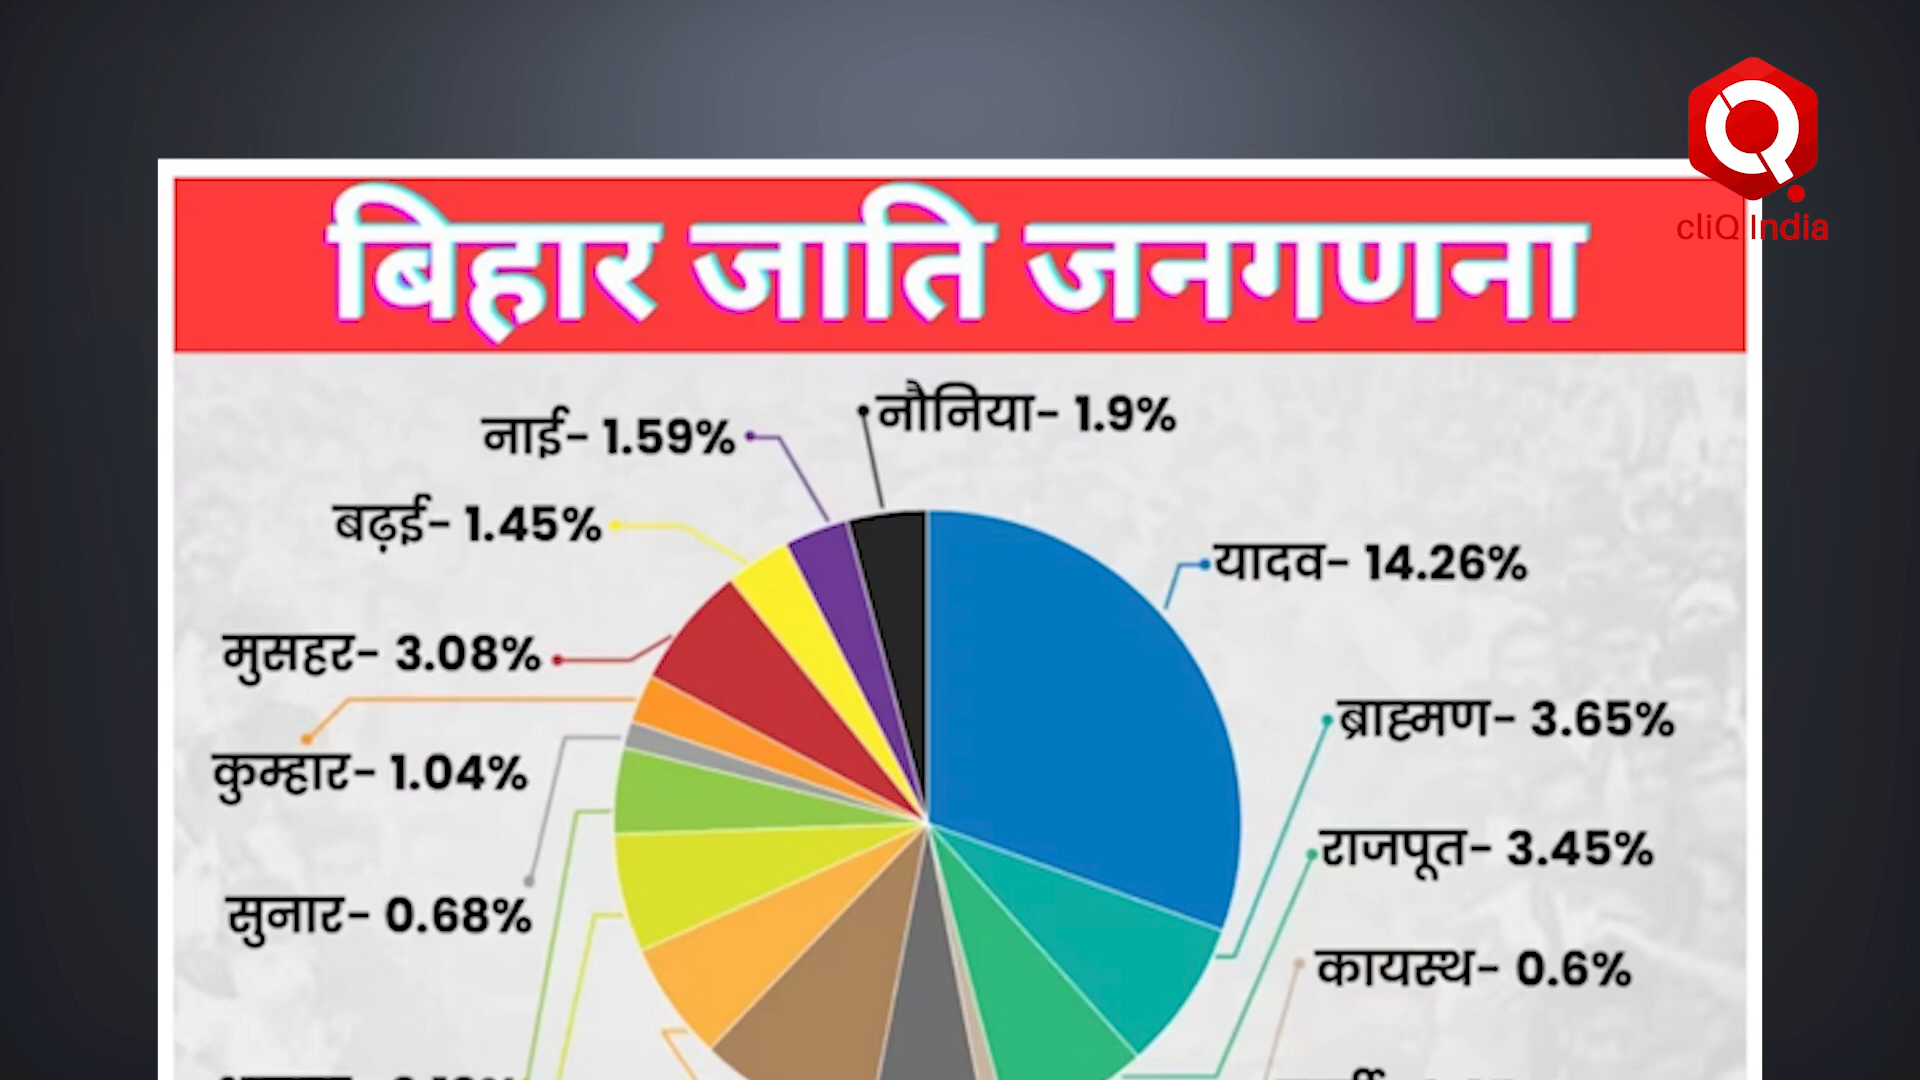 cliQ India
बिहार जाति जनगणना
नौनिया- 1.9%
नाई- 1.59%
बढ़ई- 1.45%
यादव- 14.26%
मुसहर- 3.08%
ब्राह्मण- 3.65%
कुम्हार- 1.04%
राजपूत- 3.45%
सुनार- 0.68%
कायस्थ- 0.6%